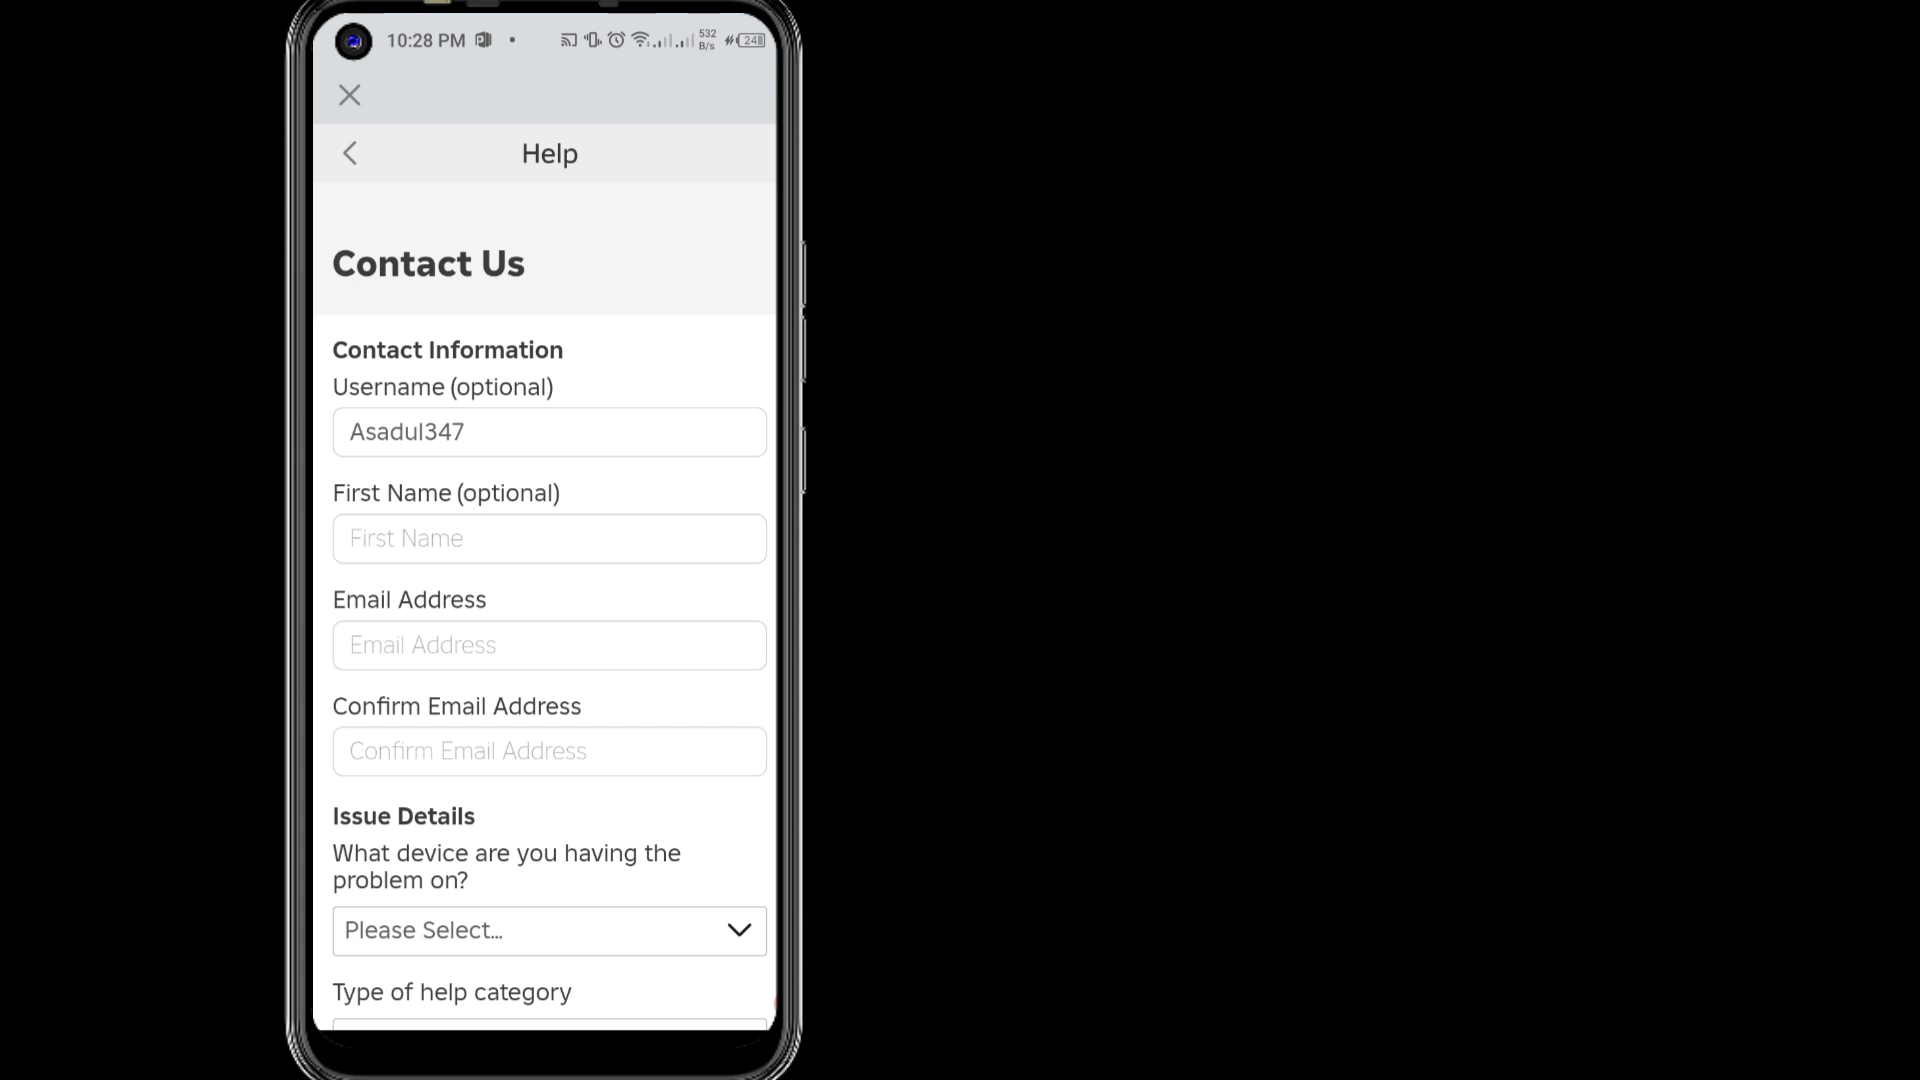 10:28 PM
532
B/s
24
Help
Contact Us
Contact Information
Username (optional)
Asadul347
First Name (optional)
First Name
Email Address
Email Address
Confirm Email Address
Confirm Email Address
Issue Details
What device are you having the
problem on?
Please Select...
Type of help category